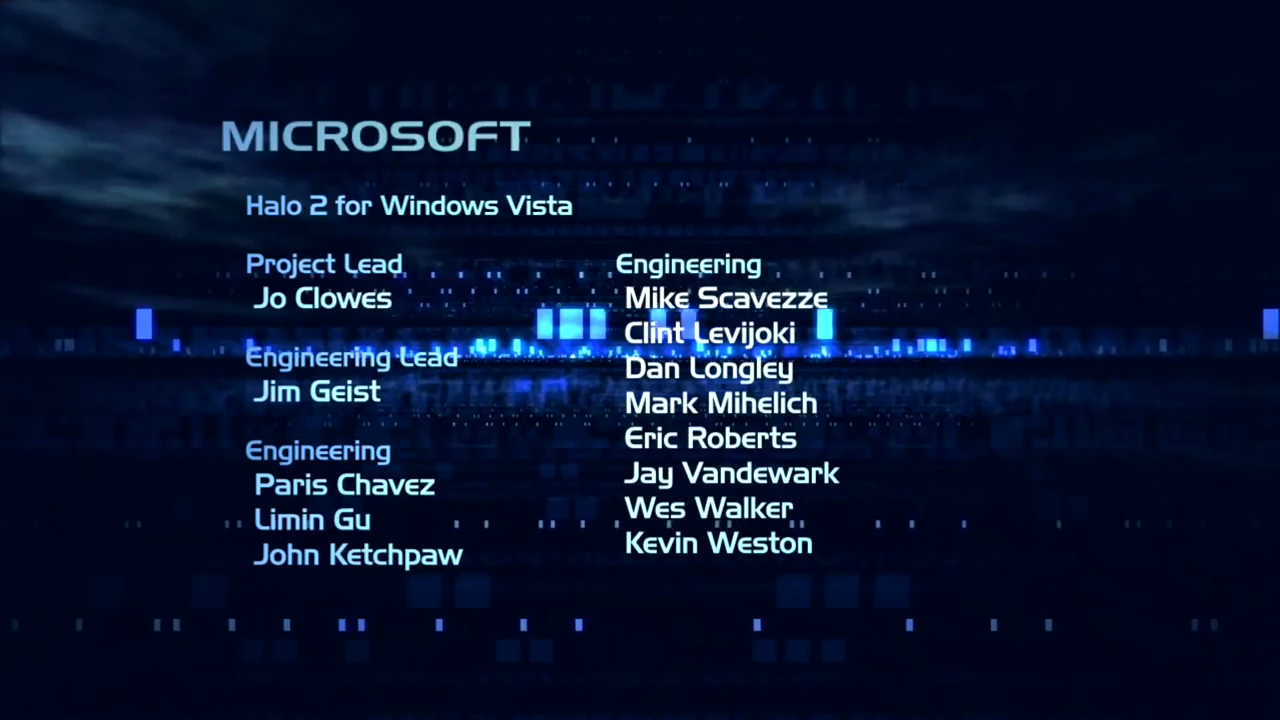 MICROSOFT
Halo 2 for Windows Vista
Project Lead
Jo Clowes
Engineering Lead
Jim Geist
Engineering
Paris Chavez
Limin Gu
John Ketchpaw
Engineering
Mike Scavezze
Clint Levijoki
Dan Longley
Mark Mihelich
Eric Roberts
Jay Vandewark
Wes Walker
Kevin Weston